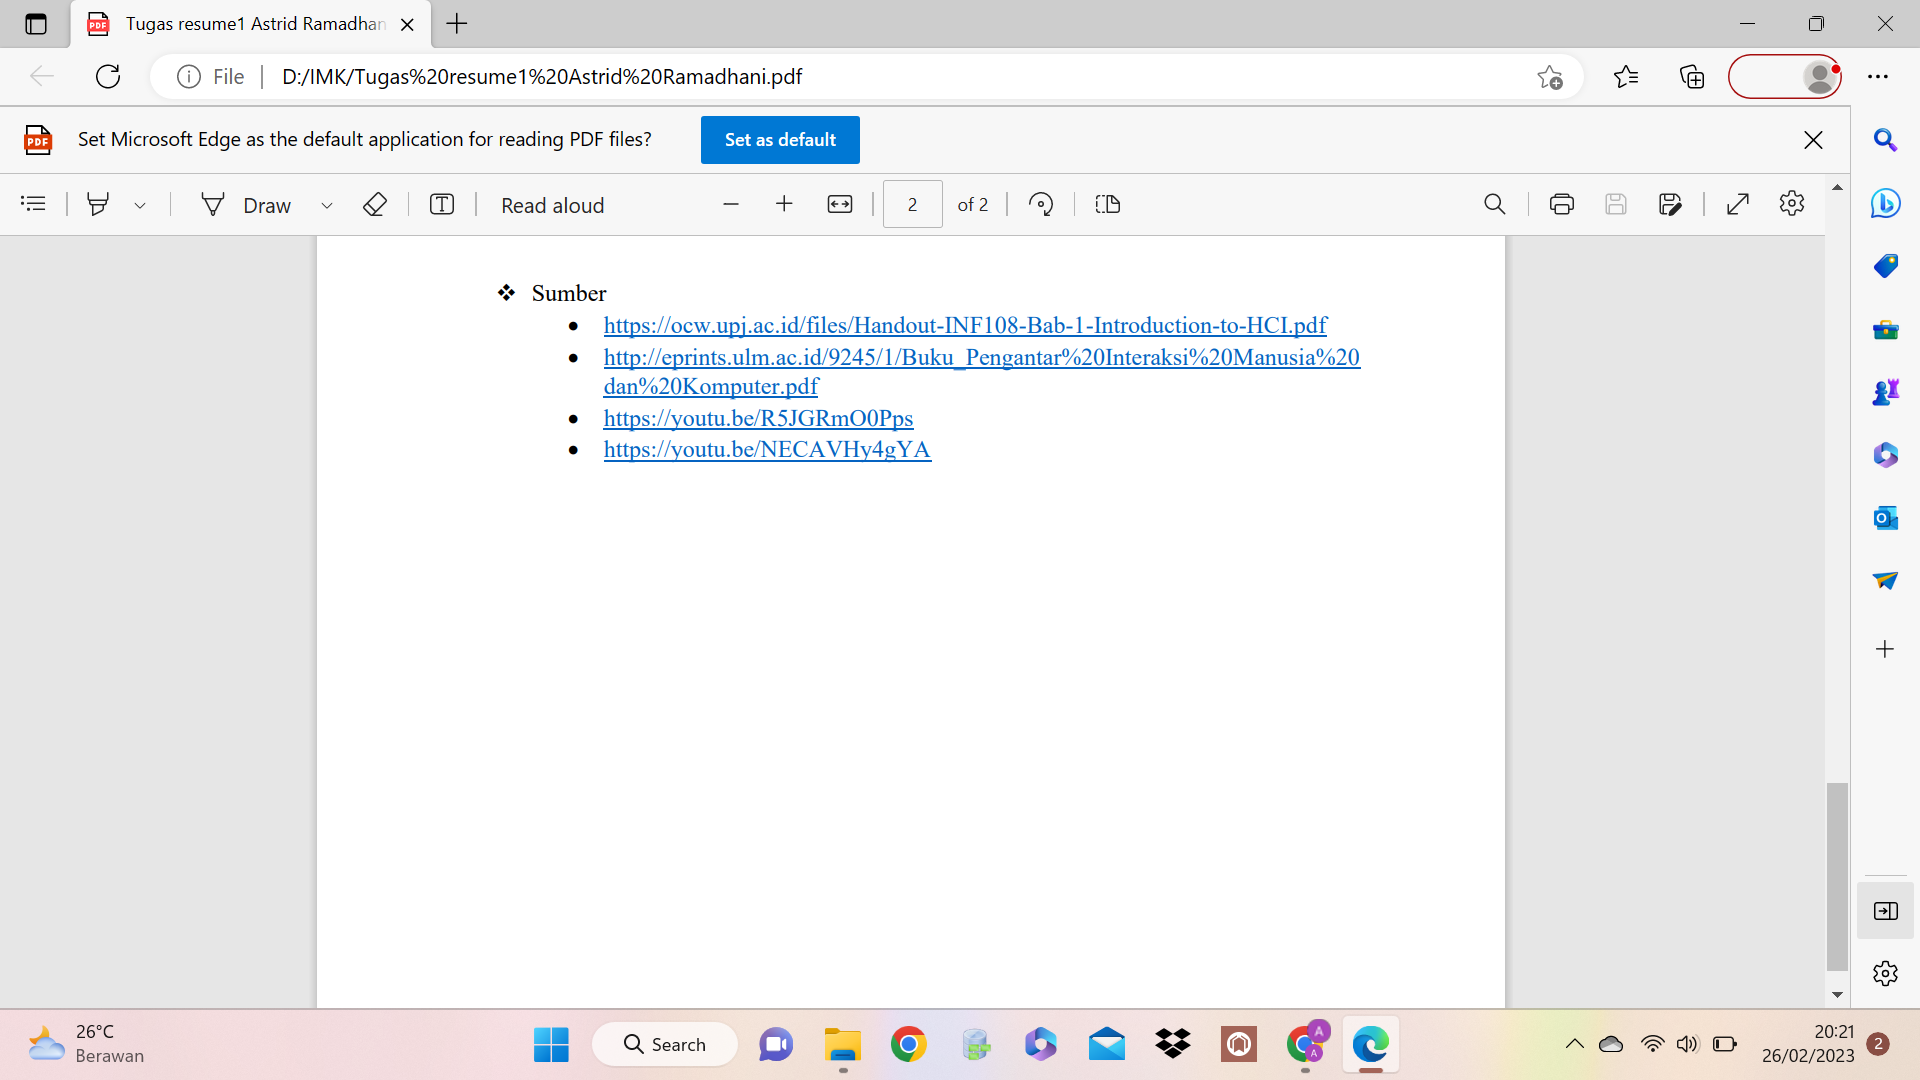 Tugas resume1 Astrid Ramadhan
File
D:/IMK/Tugas%20resume1%20Astrid%20Ramadhani.pdf
PDF
Set Microsoft Edge as the default application for reading PDF files?
Set as default
Draw
Read aloud
2
of 2
❖ Sumber
• https://ocw.upj.ac.id/files/Handout-INF108-Bab-1-Introduction-to-HCI.pdf
• http://eprints.ulm.ac.id/9245/1/Buku_Pengantar%20Interaksi%20Manusia%20
dan%20Komputer.pdf
• https://youtu.be/R5JGRmO0Pps
• https://youtu.be/NECAVHy4gYA
26°C
Berawan
Search
A
A
20:21
26/02/2023
2